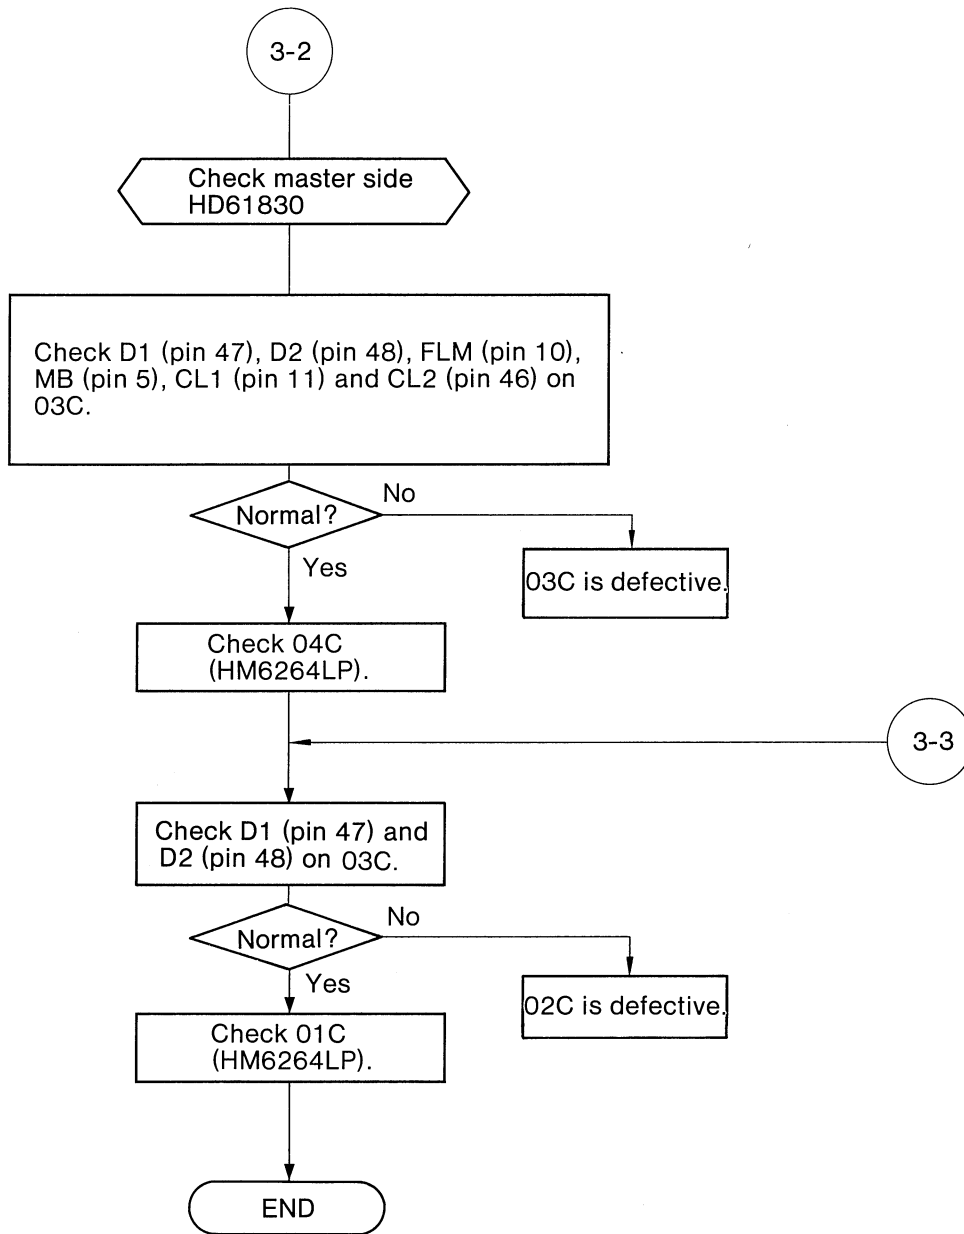 3-2
Check master side
HD61830
Check D1 (pin 47), D2 (pin 48), FLM (pin 10),
MB (pin 5), CL1 (pin 11) and CL2 (pin 46) on
03C.
Normal?
No
Yes
03C is defective.
Check 04C
(HM6264LP).
3-3
Check D1 (pin 47) and
D2 (pin 48) on 03C.
Normal?
No
Yes
02C is defective.
Check 01C
(HM6264LP).
END